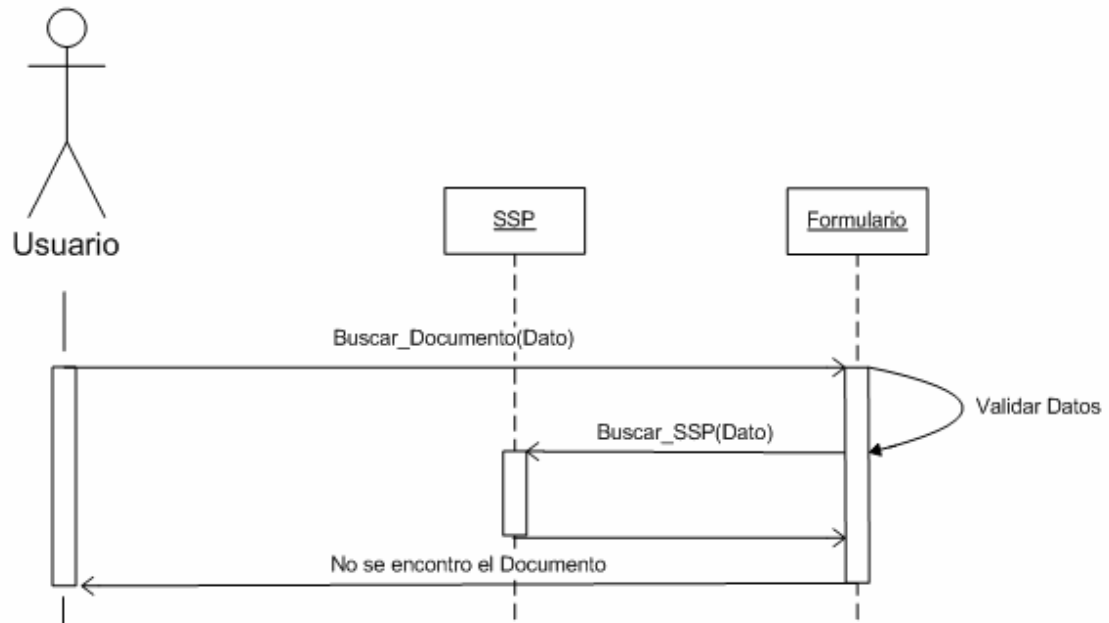 Usuario
SSP
Formulario
Buscar_Documento(Dato)
Validar Datos
Buscar_SSP(Dato)
No se encontro el Documento